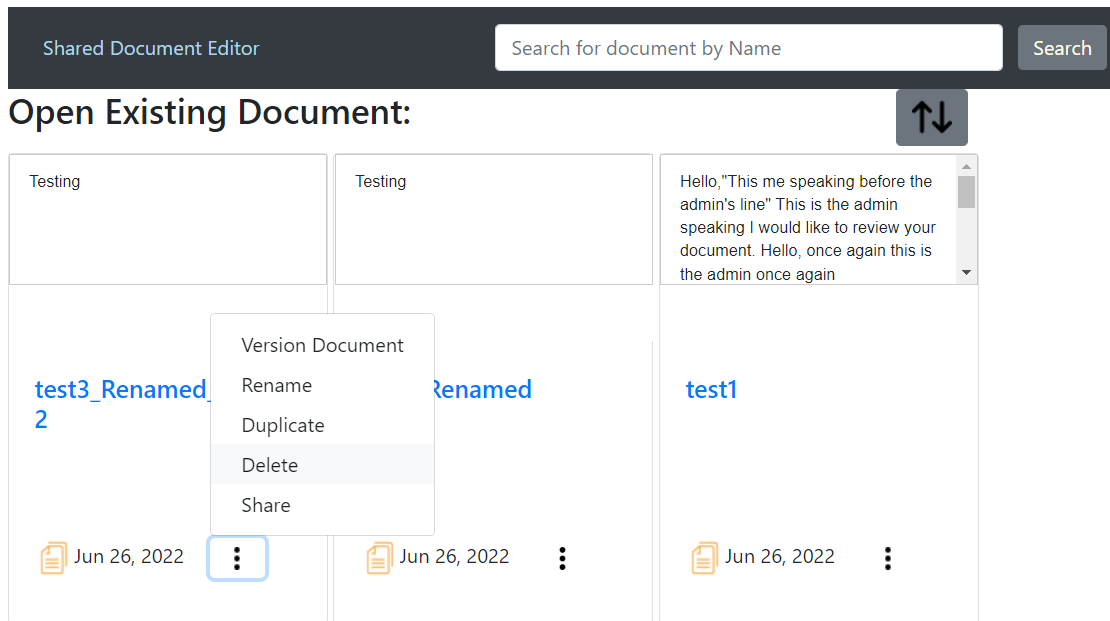 Shared Document Editor
Search for document by Name
Search
Open Existing Document:
Testing
Testing
Hello,"This me speaking before the
admin's line" This is the admin
speaking I would like to review your
document. Hello, once again this is
the admin once again
Version Document
Rename
Duplicate
Delete
Share
test3_Renamed_
2
Renamed
test1
Jun 26, 2022
Jun 26, 2022
Jun 26, 2022